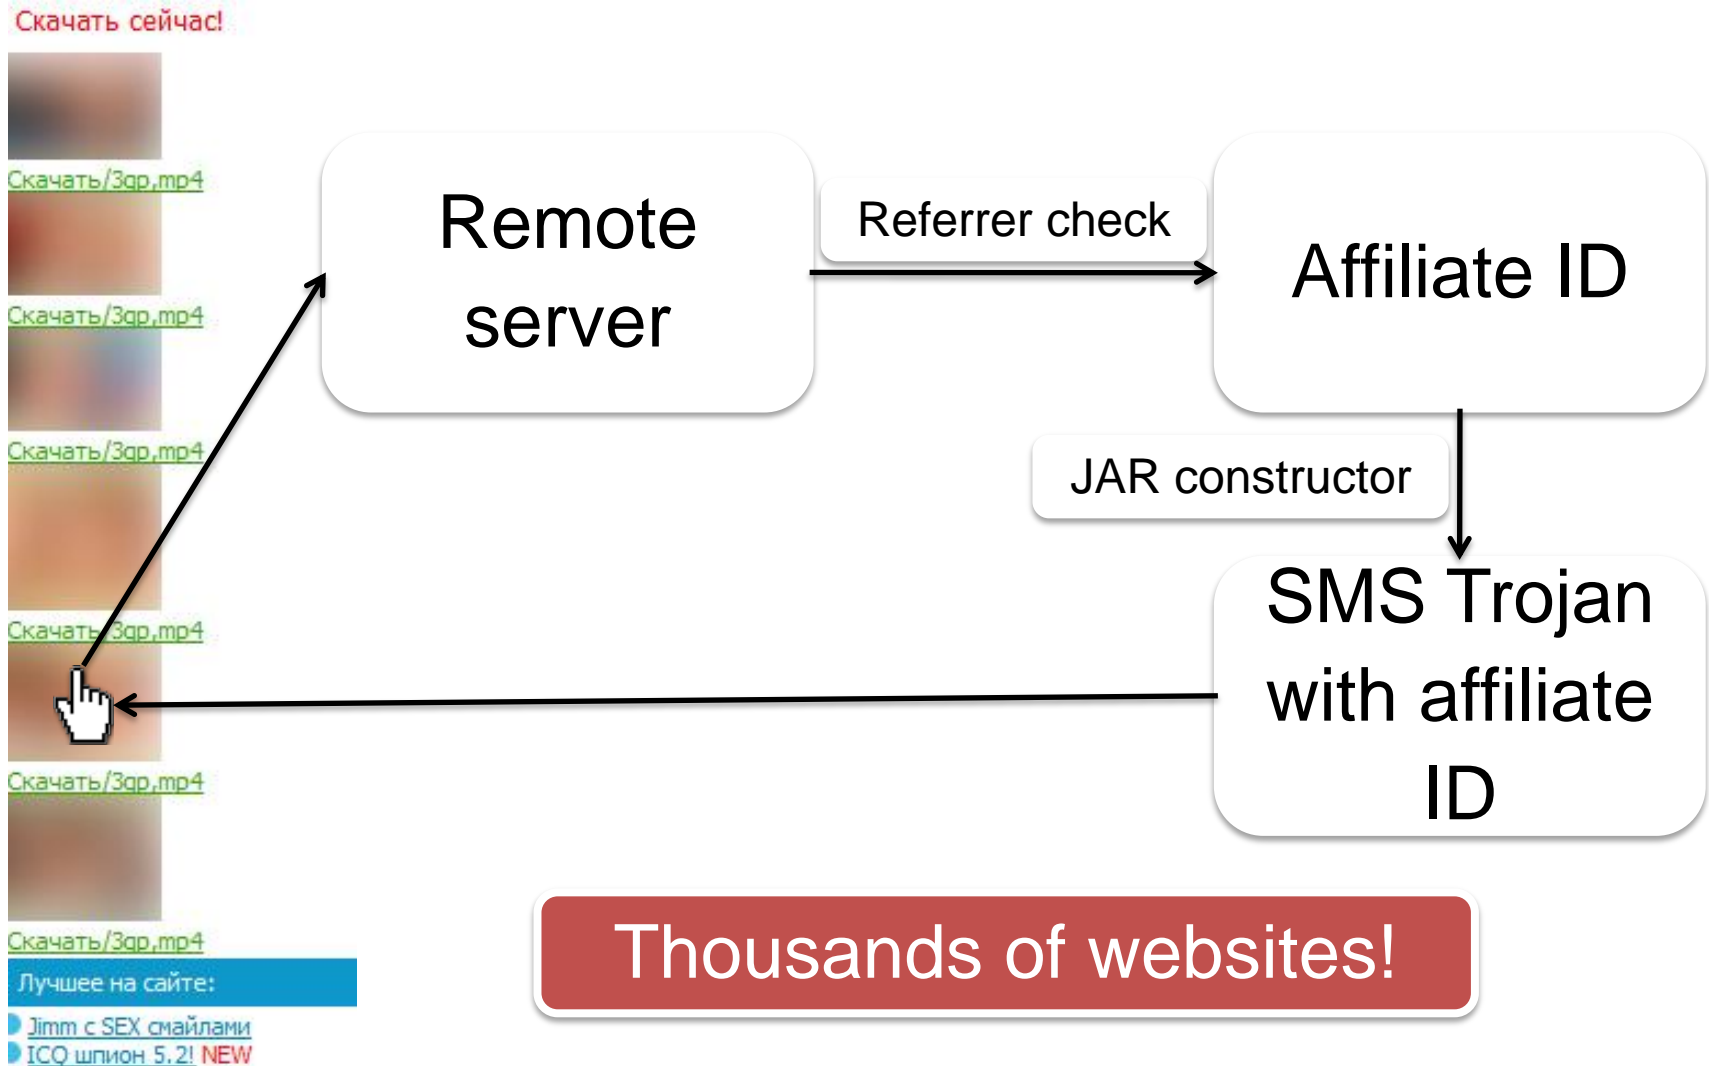 Скачать сейчас!
Скачать/3gp,mp4
Скачать/3gp,mp4
Скачать/3gp,mp4
Скачать/3gp,mp4
Скачать/3gp,mp4
Скачать/3gp,mp4
Лучшее на сайте:
Jimm с SEX смайлами
ICQ шпион 5.2! NEW
Remote
server
Referrer check
Affiliate ID
JAR constructor
SMS Trojan
with affiliate
ID
Thousands of websites!